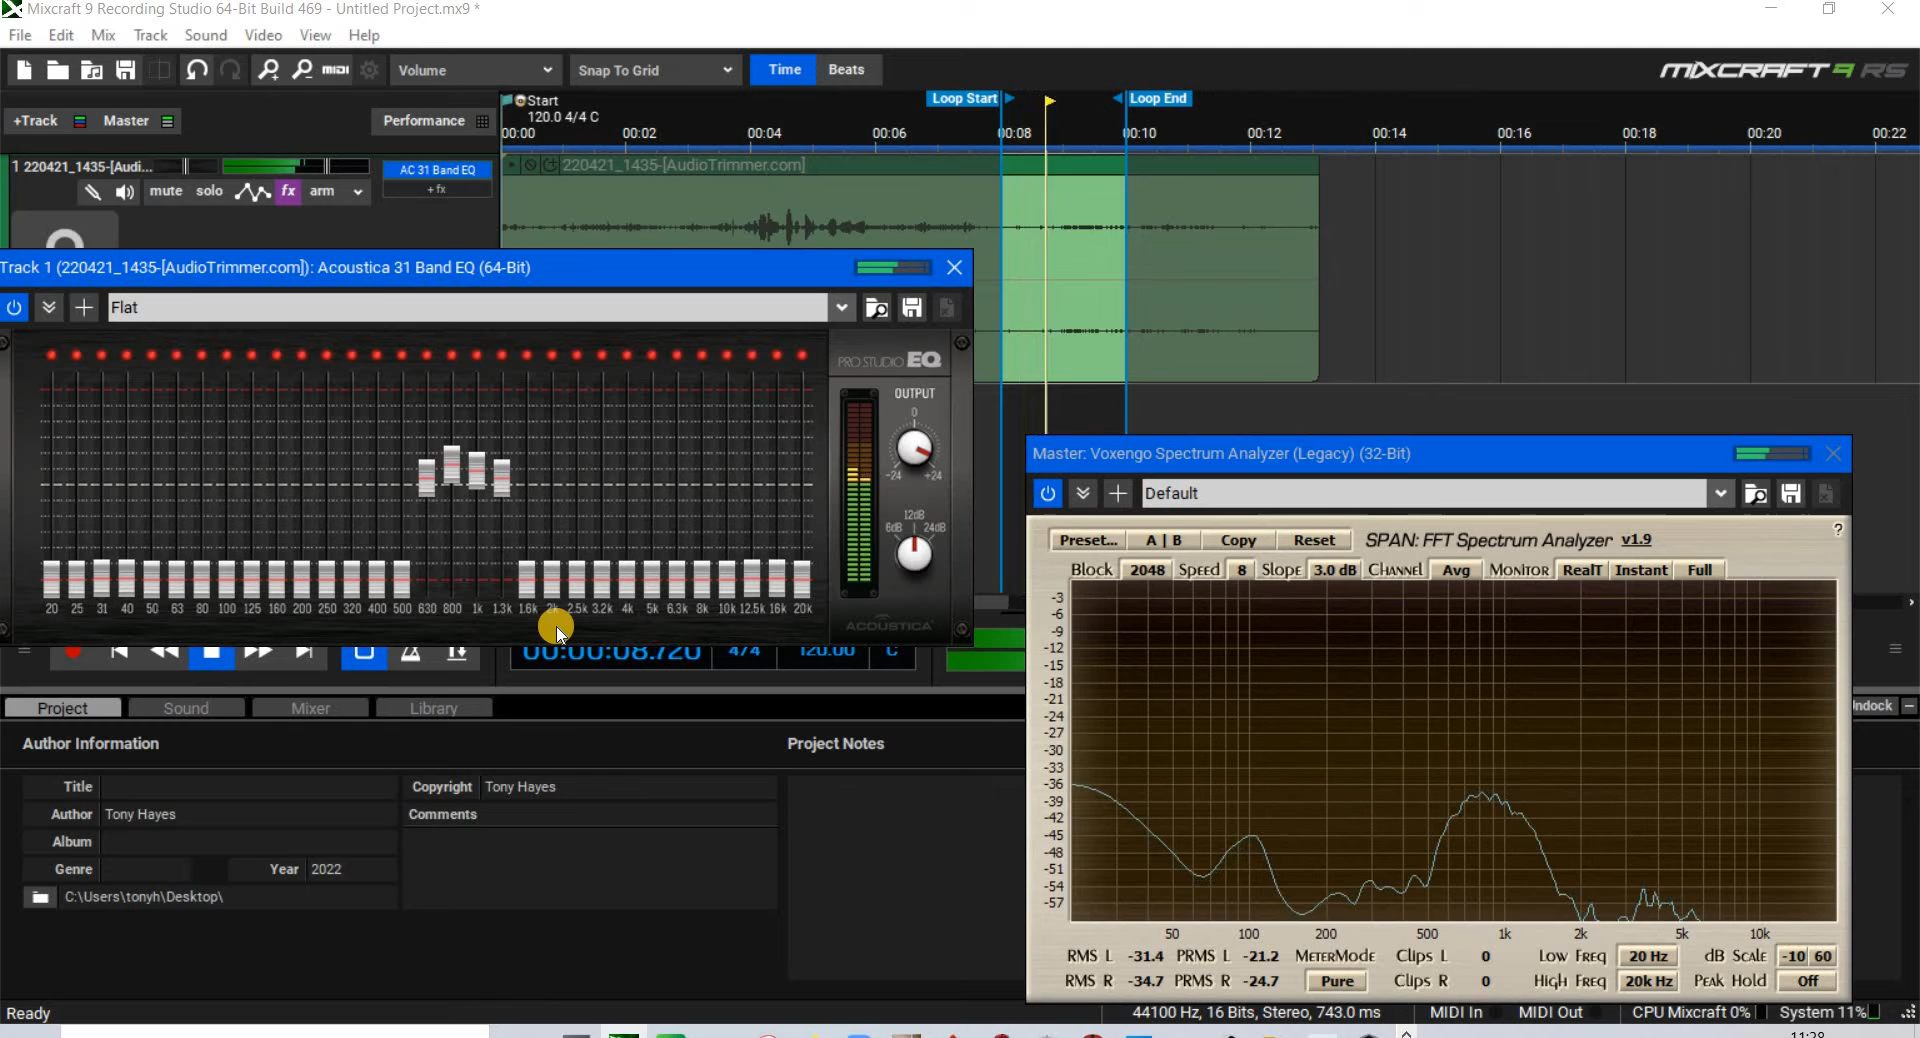 Mixcraft 9 Recording Studio 64-Bit Build 469 - Untitled Project.mx9 *
File Edit Mix Track Sound Video View Help
MIDI Volume Snap To Grid Time Beats MIXCRAFT 9 RS
+Track Master Performance
Start
120.0 4/4 C
Loop Start Loop End
00:00 00:02 00:04 00:06 00:08 00:10 00:12 00:14 00:16 00:18 00:20 00:22
1 220421_1435-[Audi...
AC 31 Band EQ
+ fx
mute solo fx arm
220421_1435-[AudioTrimmer.com]
Track 1 (220421_1435-[AudioTrimmer.com]): Acoustica 31 Band EQ (64-Bit)
Flat
PRO STUDIO EQ
OUTPUT
0
-24 +24
12dB
6dB 24dB
ACOUSTICA
20 25 31 40 50 63 80 100 125 160 200 250 320 400 500 630 800 1k 1.3k 1.6k 2k 2.5k 3.2k 4k 5k 6.3k 8k 10k 12.5k 16k 20k
00:00:08.720 4/4 120.00 C
Master: Voxengo Spectrum Analyzer (Legacy) (32-Bit)
Default
?
Preset... A | B Copy Reset SPAN: FFT Spectrum Analyzer v1.9
Block 2048 Speed 8 Slope 3.0 dB Channel Avg Monitor RealT Instant Full
-3
-6
-9
-12
-15
-18
-21
-24
-27
-30
-33
-36
-39
-42
-45
-48
-51
-54
-57
50 100 200 500 1k 2k 5k 10k
RMS L -31.4 PRMS L -21.2 MeterMode Clips L 0 Low Freq 20 Hz dB Scale -10 60
RMS R -34.7 PRMS R -24.7 Pure Clips R 0 High Freq 20k Hz Peak Hold Off
Project Sound Mixer Library
Undock
Author Information
Project Notes
Title
Author Tony Hayes
Album
Genre
Year 2022
C:\Users\tonyh\Desktop\
Copyright Tony Hayes
Comments
Ready
44100 Hz, 16 Bits, Stereo, 743.0 ms MIDI In MIDI Out CPU Mixcraft 0% System 11%
11:28